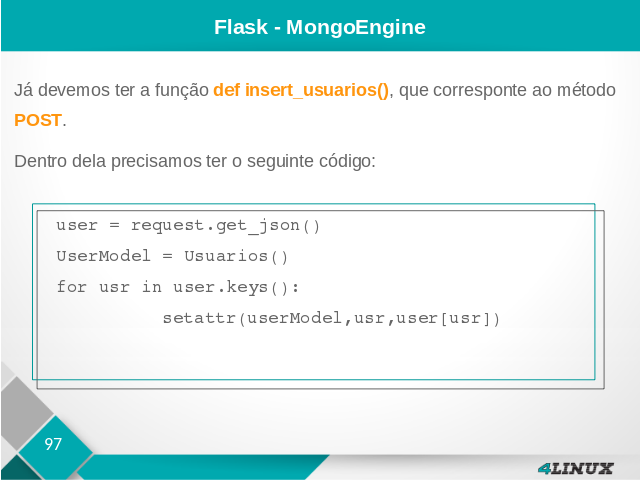 Flask - MongoEngine
Já devemos ter a função def insert_usuarios(), que corresponte ao método
POST.
Dentro dela precisamos ter o seguinte código:
user = request.get_json()
UserModel = Usuarios()
for usr in user.keys():
setattr(userModel,usr,user[usr])
97
4LINUX